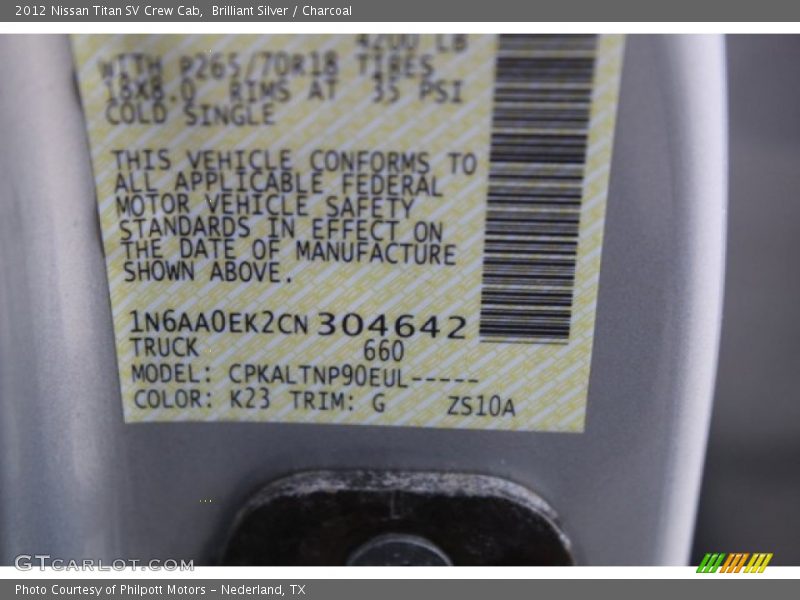 2012 Nissan Titan SV Crew Cab, Brilliant Silver / Charcoal
4200 LB
WITH P265/70R18 TIRES
18X8.0 RIMS AT 35 PSI
COLD SINGLE
THIS VEHICLE CONFORMS TO
ALL APPLICABLE FEDERAL
MOTOR VEHICLE SAFETY
STANDARDS IN EFFECT ON
THE DATE OF MANUFACTURE
SHOWN ABOVE.
1N6AA0EK2CN304642
TRUCK 660
MODEL: CPKALTNP90EUL-----
COLOR: K23 TRIM: G ZS10A
GTCARLOT.COM
Photo Courtesy of Philpott Motors - Nederland, TX